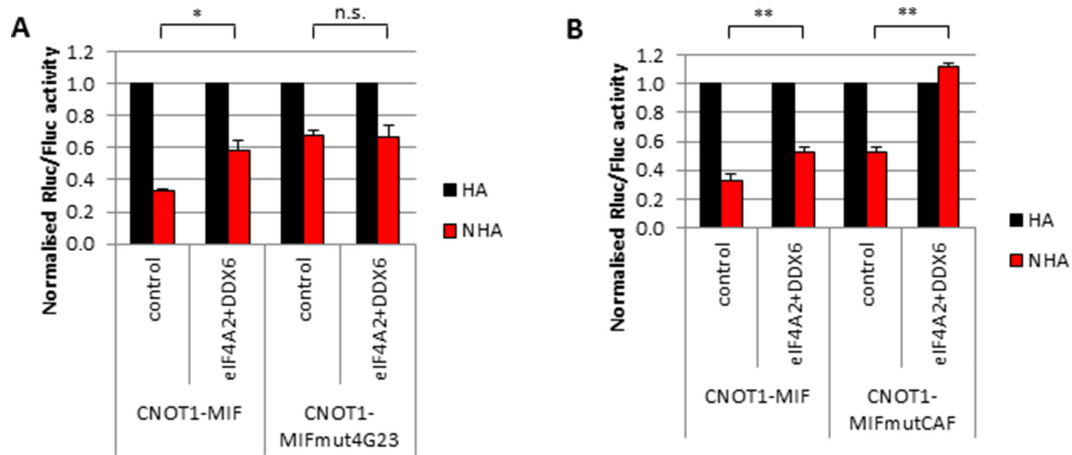 A
*
n.s.
Normalised Rluc/Fluc activity
1.2
1.0
0.8
0.6
0.4
0.2
0.0
HA
NHA
control
eIF4A2+DDX6
control
eIF4A2+DDX6
CNOT1-MIF
CNOT1-
MIFmut4G23
B
**
**
Normalised Rluc/Fluc activity
1.2
1.0
0.8
0.6
0.4
0.2
0.0
HA
NHA
control
eIF4A2+DDX6
control
eIF4A2+DDX6
CNOT1-MIF
CNOT1-
MIFmutCAF